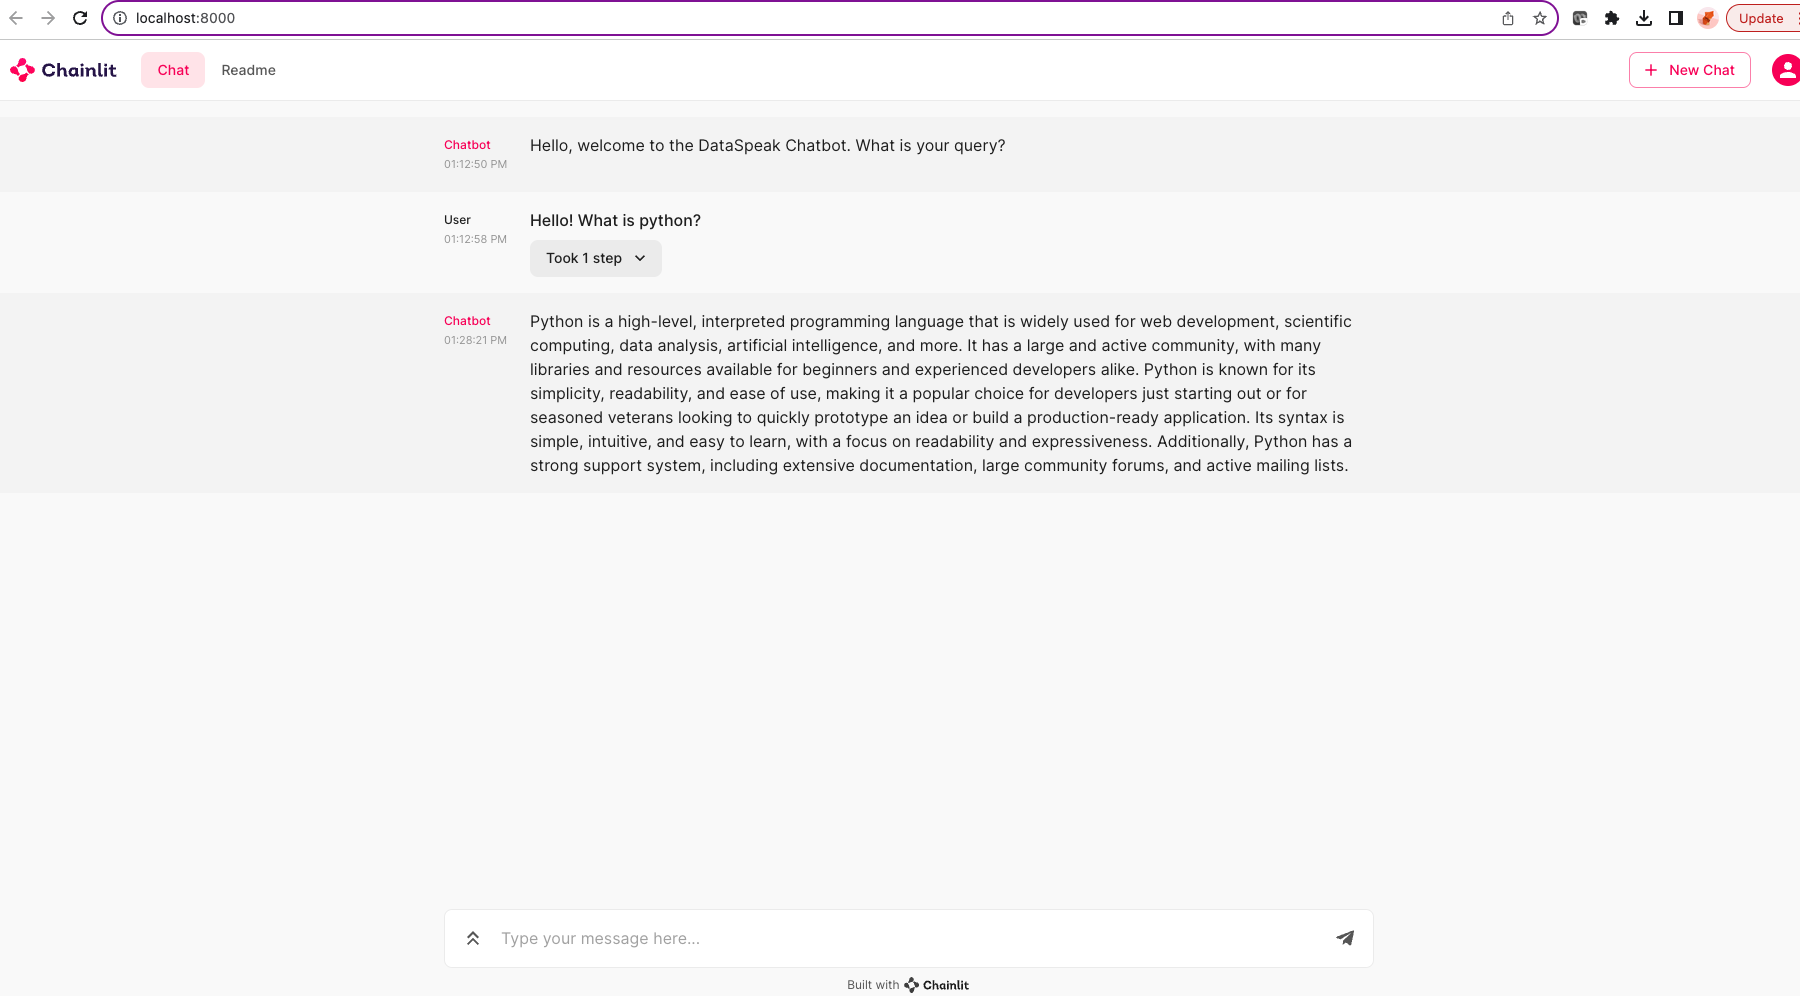 localhost:8000
Update
Chainlit
Chat
Readme
New Chat
Chatbot
01:12:50 PM
Hello, welcome to the DataSpeak Chatbot. What is your query?
User
01:12:58 PM
Hello! What is python?
Took 1 step
Chatbot
01:28:21 PM
Python is a high-level, interpreted programming language that is widely used for web development, scientific
computing, data analysis, artificial intelligence, and more. It has a large and active community, with many
libraries and resources available for beginners and experienced developers alike. Python is known for its
simplicity, readability, and ease of use, making it a popular choice for developers just starting out or for
seasoned veterans looking to quickly prototype an idea or build a production-ready application. Its syntax is
simple, intuitive, and easy to learn, with a focus on readability and expressiveness. Additionally, Python has a
strong support system, including extensive documentation, large community forums, and active mailing lists.
Type your message here...
Built with Chainlit